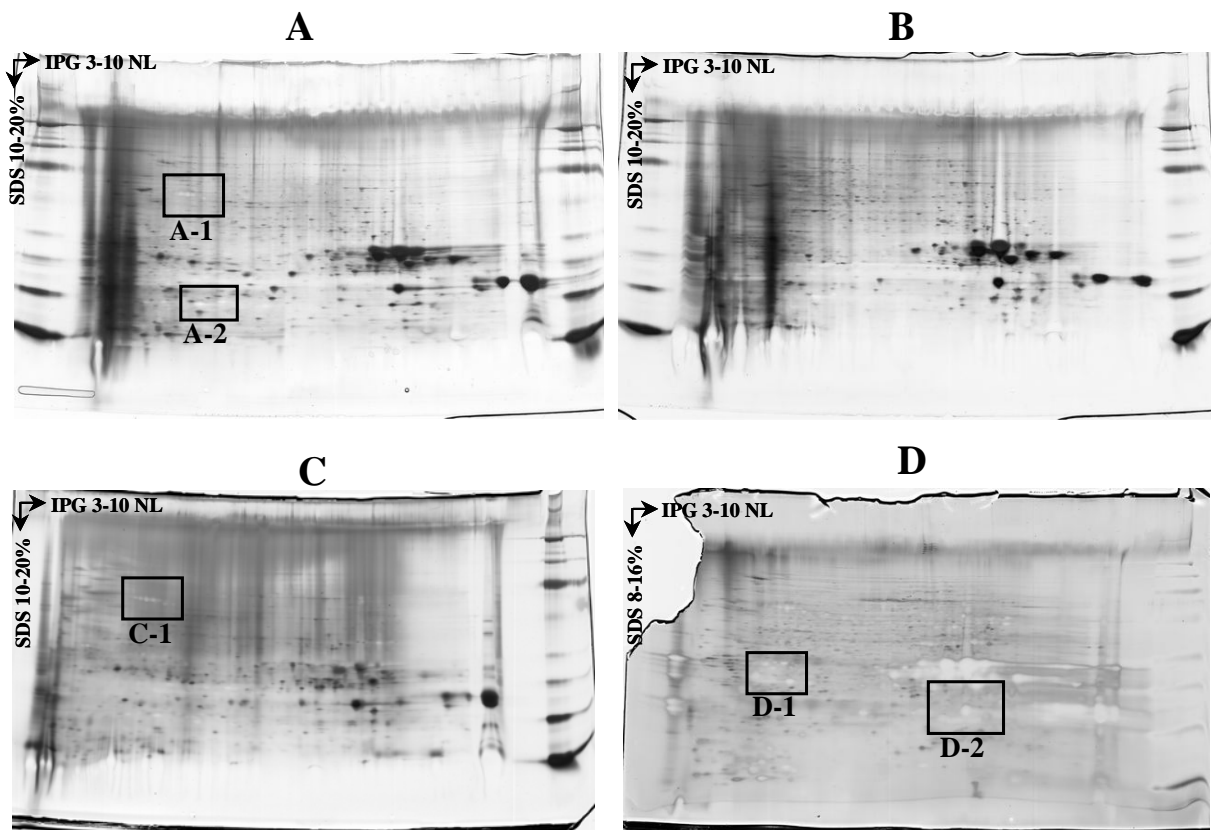 A
B
IPG 3-10 NL
IPG 3-10 NL
SDS 10-20%
SDS 10-20%
A-1
A-2
C
D
IPG 3-10 NL
IPG 3-10 NL
SDS 10-20%
SDS 8-16%
C-1
D-1
D-2